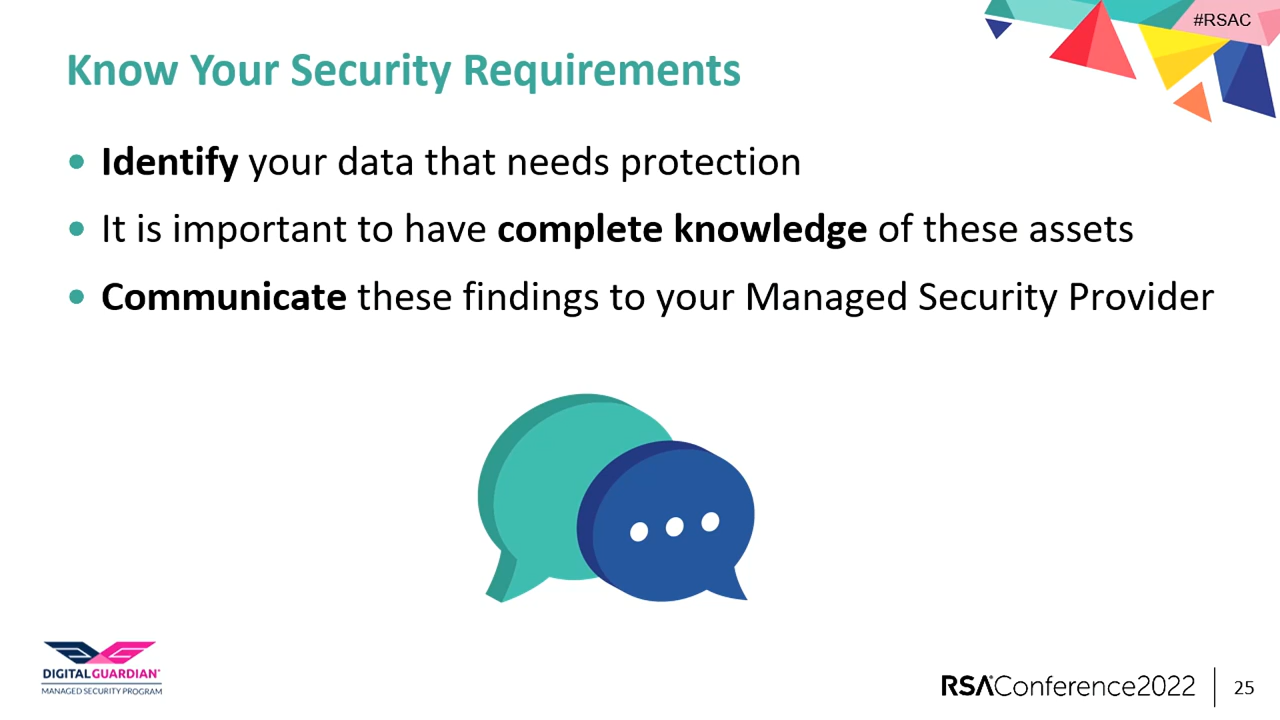 #RSAC
Know Your Security Requirements
• Identify your data that needs protection
• It is important to have complete knowledge of these assets
• Communicate these findings to your Managed Security Provider
DIGITALGUARDIAN®
MANAGED SECURITY PROGRAM
RSAConference2022
25